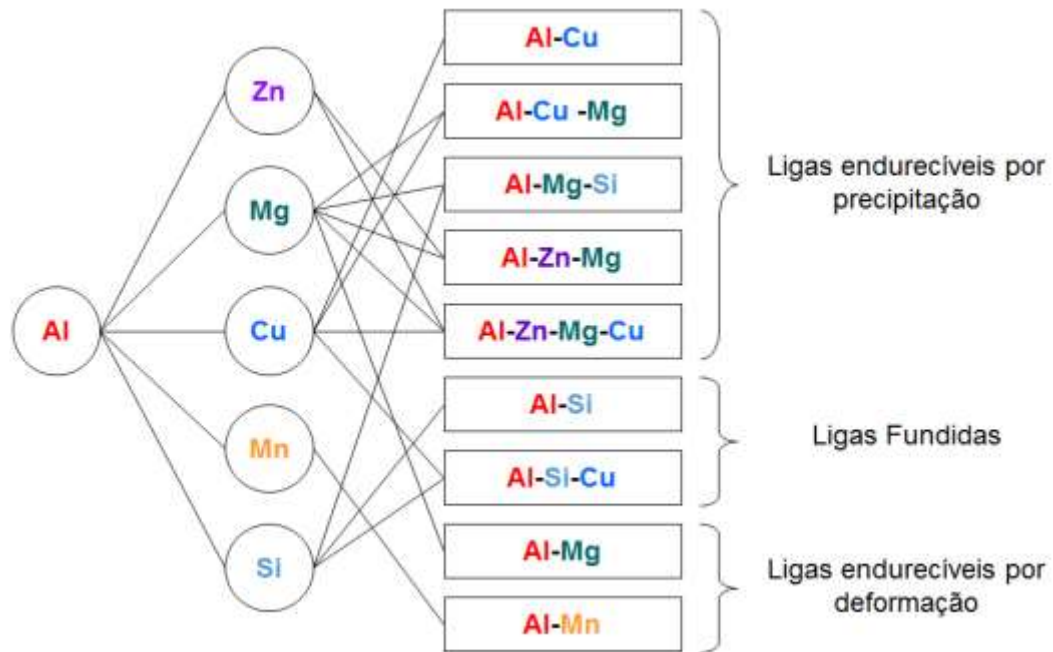 Al
Zn
Mg
Cu
Mn
Si
Al-Cu
Al-Cu -Mg
Al-Mg-Si
Al-Zn-Mg
Al-Zn-Mg-Cu
Al-Si
Al-Si-Cu
Al-Mg
Al-Mn
Ligas endurecíveis por
precipitação
Ligas Fundidas
Ligas endurecíveis por
deformação